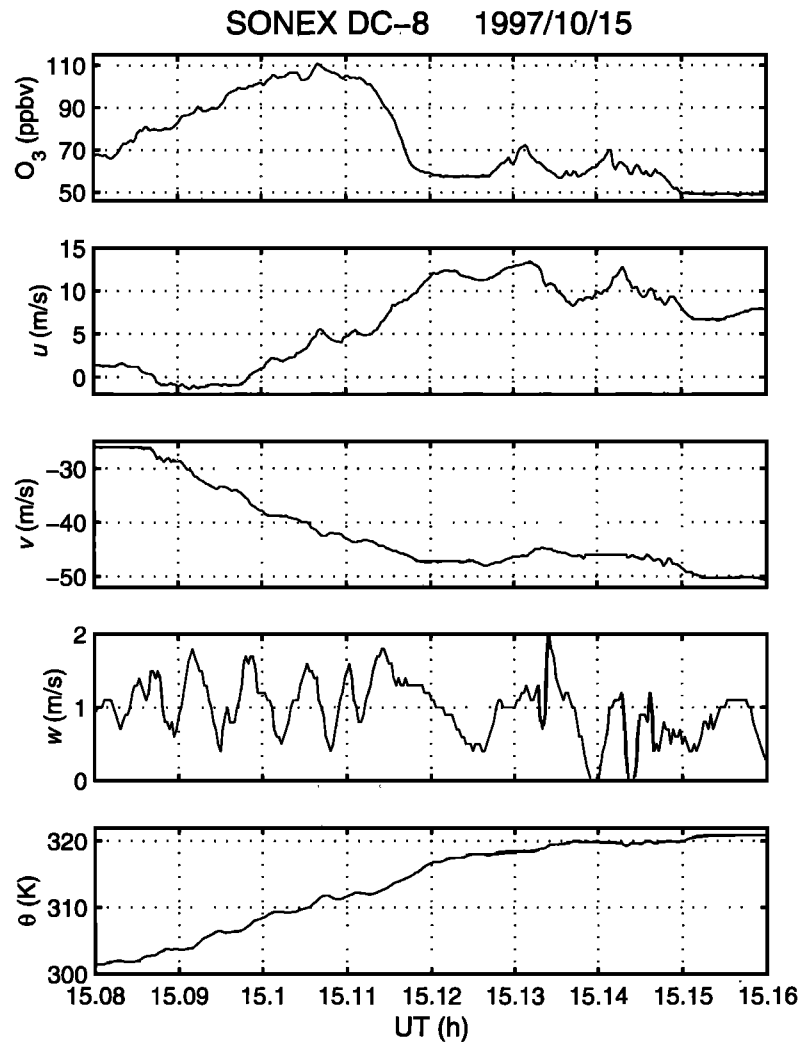 SONEX DC−8 1997/10/15
110
90
70
50
O3 (ppbv)
15
10
5
0
u (m/s)
−30
−40
−50
v (m/s)
2
1
0
w (m/s)
320
310
300
θ (K)
15.08 15.09 15.1 15.11 15.12 15.13 15.14 15.15 15.16
UT (h)